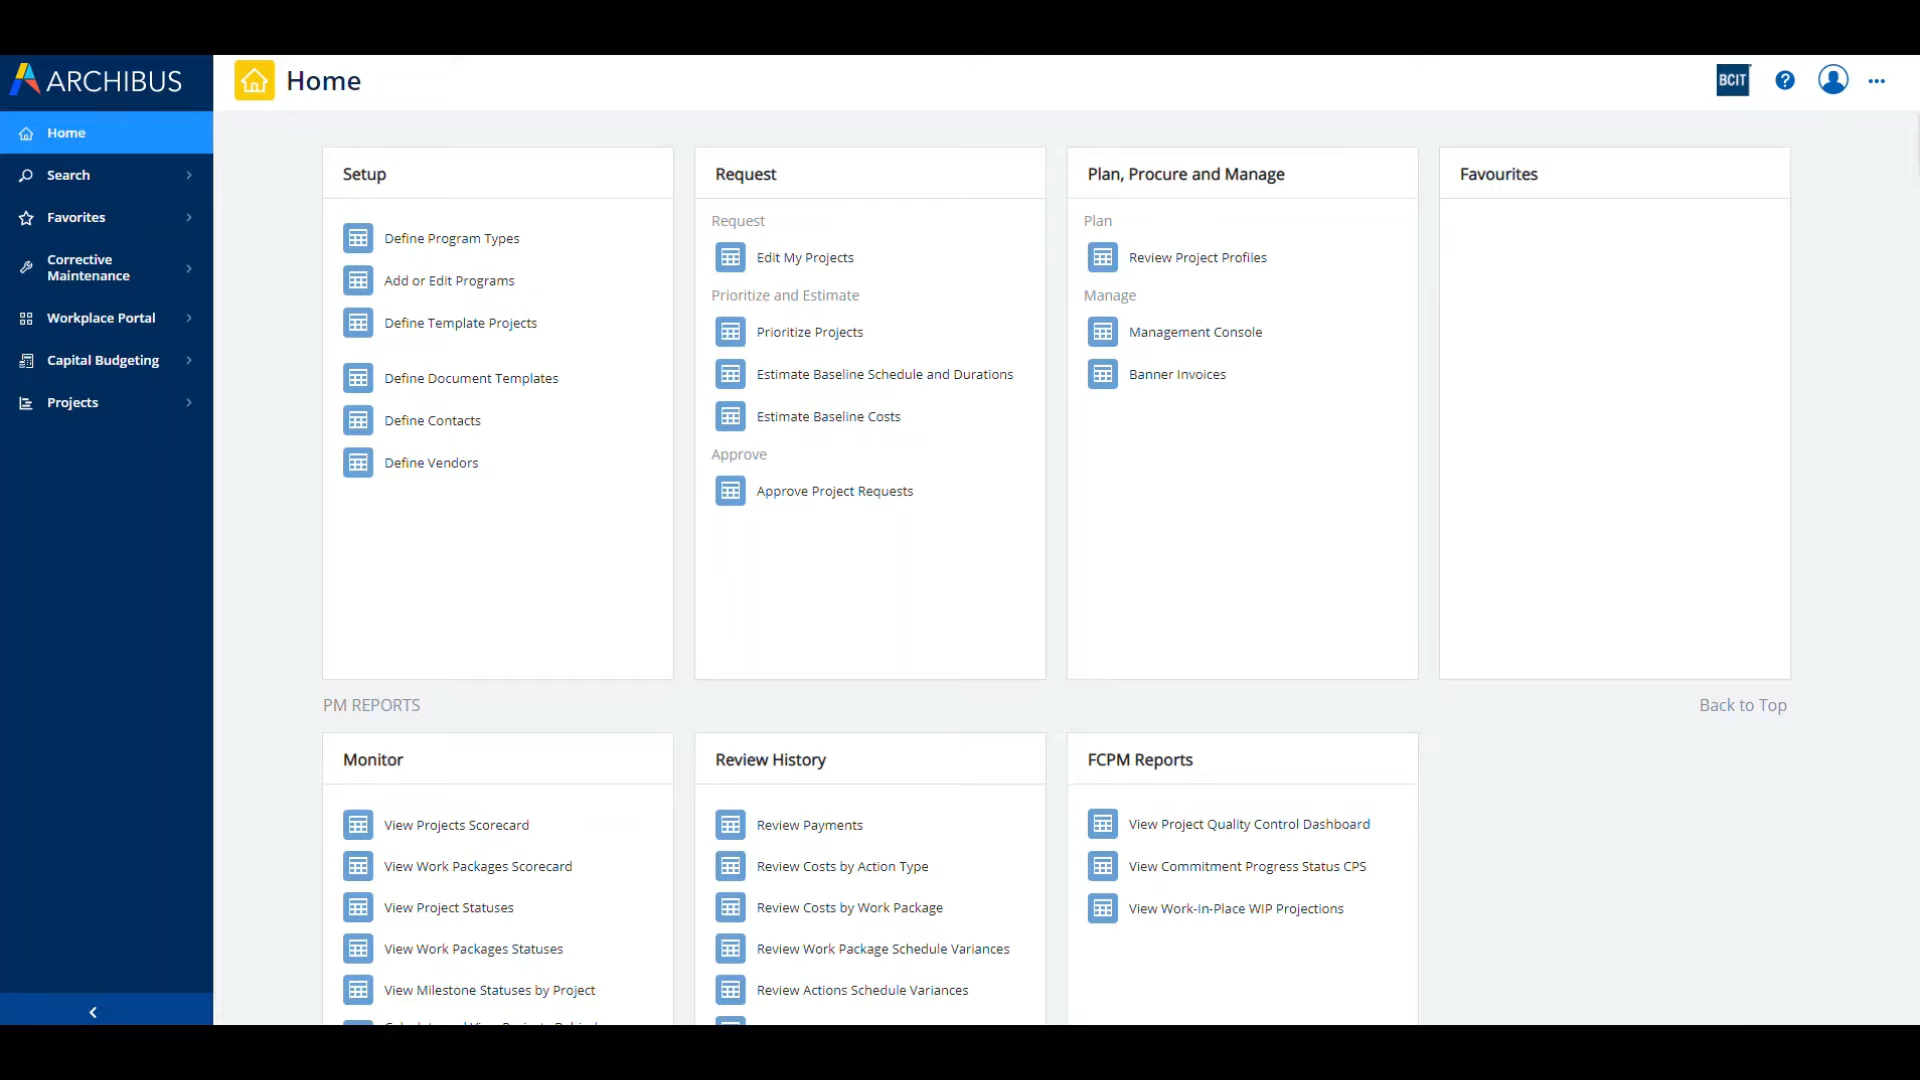 ARCHIBUS
Home
BCIT
Home
Search
Favorites
Corrective
Maintenance
Workplace Portal
Capital Budgeting
Projects
Setup
Define Program Types
Add or Edit Programs
Define Template Projects
Define Document Templates
Define Contacts
Define Vendors
Request
Request
Edit My Projects
Prioritize and Estimate
Prioritize Projects
Estimate Baseline Schedule and Durations
Estimate Baseline Costs
Approve
Approve Project Requests
Plan, Procure and Manage
Plan
Review Project Profiles
Manage
Management Console
Banner Invoices
Favourites
PM REPORTS
Back to Top
Monitor
View Projects Scorecard
View Work Packages Scorecard
View Project Statuses
View Work Packages Statuses
View Milestone Statuses by Project
Review History
Review Payments
Review Costs by Action Type
Review Costs by Work Package
Review Work Package Schedule Variances
Review Actions Schedule Variances
FCPM Reports
View Project Quality Control Dashboard
View Commitment Progress Status CPS
View Work-In-Place WIP Projections